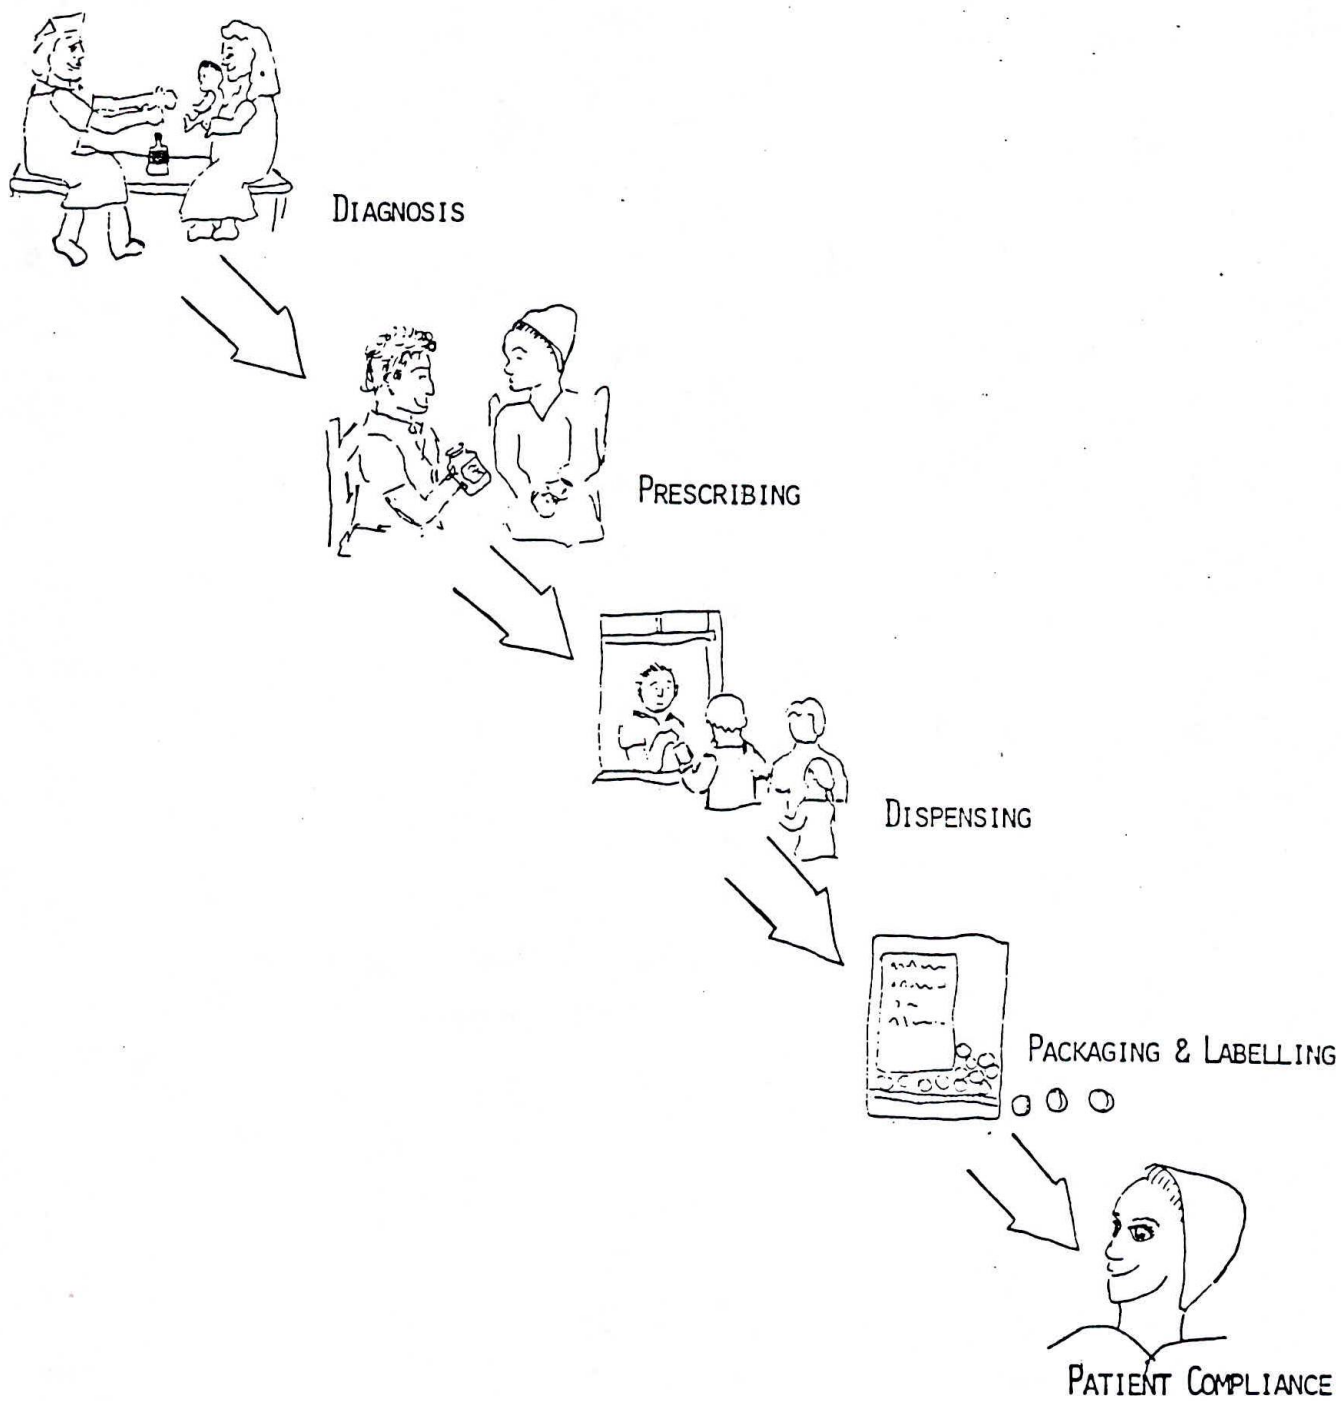 DIAGNOSIS
PRESCRIBING
DISPENSING
PACKAGING & LABELLING
PATIENT COMPLIANCE